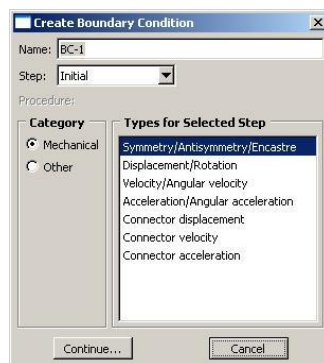 Create Boundary Condition
Name: BC-1
Step: Initial
Procedure:
Category
Mechanical
Other
Types for Selected Step
Symmetry/Antisymmetry/Encastre
Displacement/Rotation
Velocity/Angular velocity
Acceleration/Angular acceleration
Connector displacement
Connector velocity
Connector acceleration
Continue...
Cancel